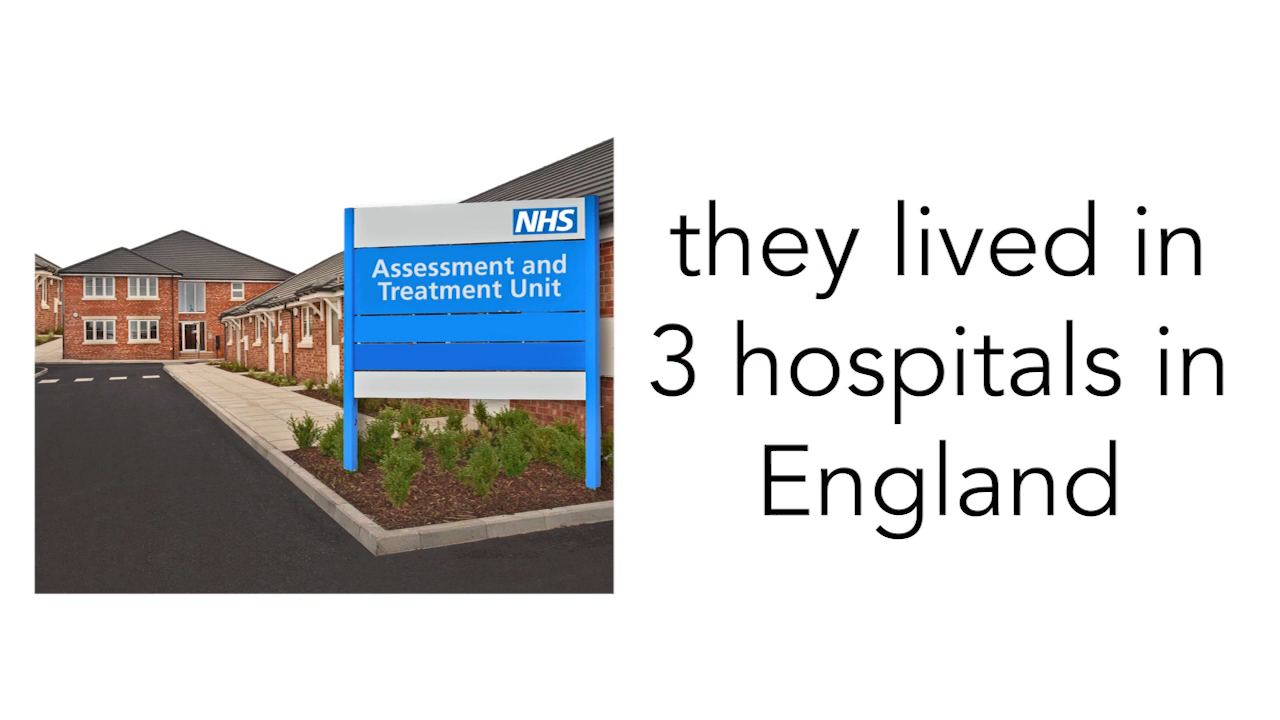 NHS
Assessment and
Treatment Unit
they lived in
3 hospitals in
England